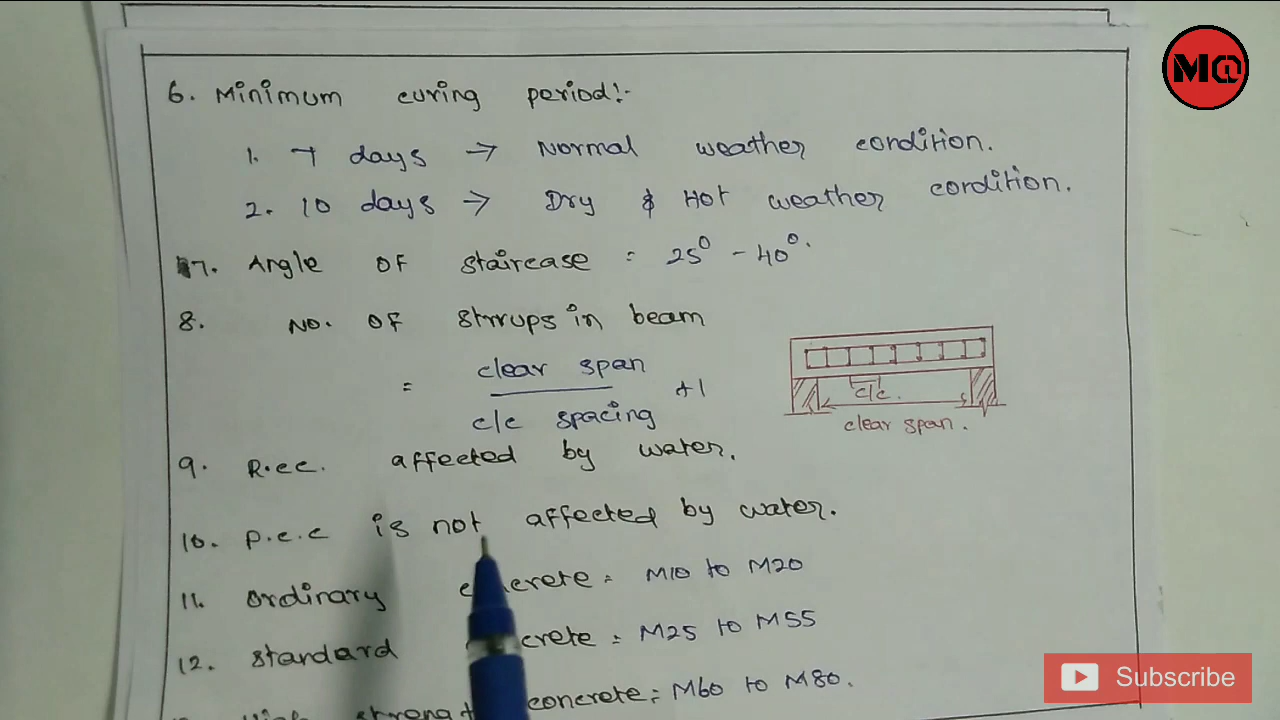 M@
6. Minimum curing period:-
1. 7 days → Normal weather condition.
2. 10 days → Dry & Hot weather condition.
7. Angle of staircase = 25° - 40°.
8. No. of strrups in beam
= clear span / c/c spacing +1
c/c.
clear span.
9. R.cc. affected by water.
10. p.c.c is not affected by water.
11. ordinary concrete = M10 to M20
12. standard crete = M25 to M55
concrete = M60 to M80.
Subscribe